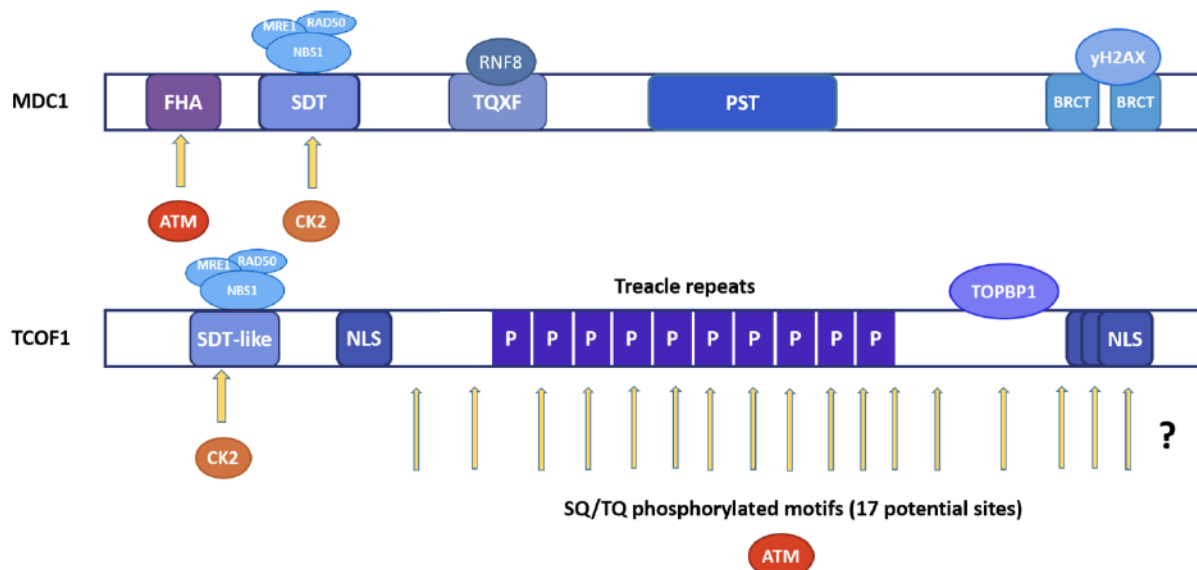 MRE1 RAD50
NBS1
RNF8
γH2AX
MDC1
FHA
SDT
TQXF
PST
BRCT
BRCT
ATM
CK2
MRE1 RAD50
NBS1
Treacle repeats
TOPBP1
TCOF1
SDT-like
NLS
P P P P P P P P P P
NLS
CK2
?
SQ/TQ phosphorylated motifs (17 potential sites)
ATM